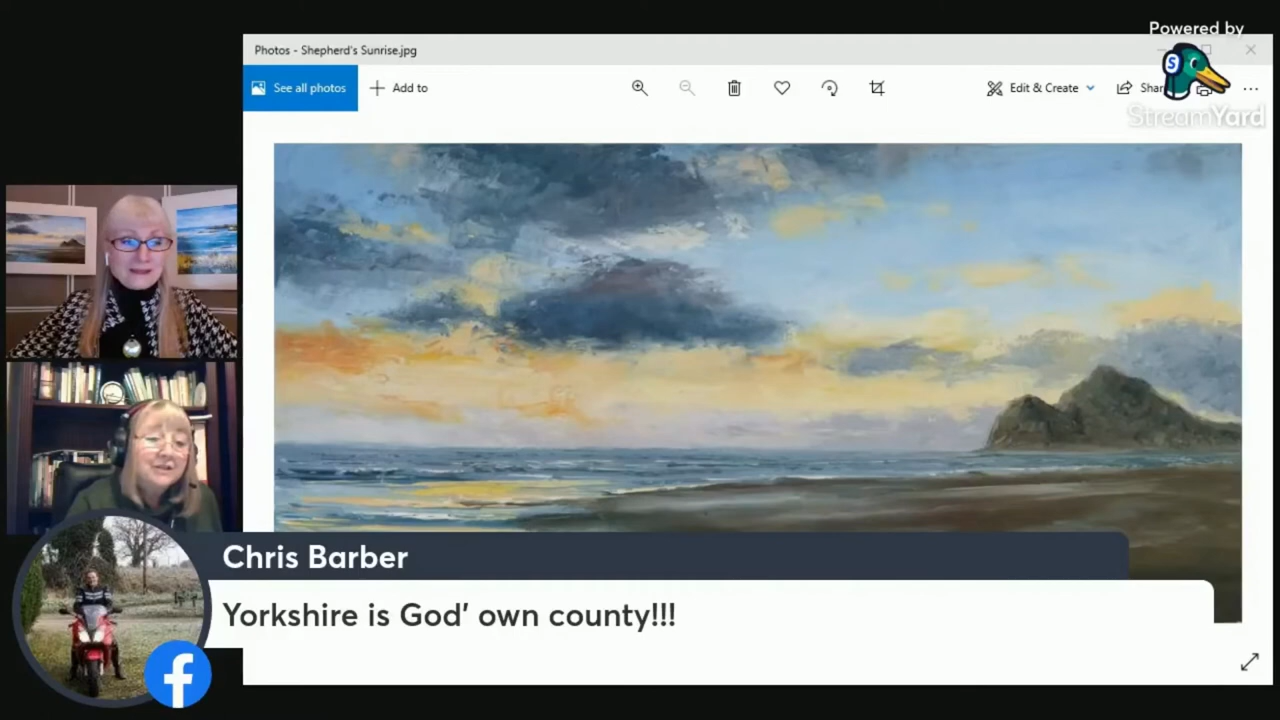 Powered by
Photos - Shepherd's Sunrise.jpg
See all photos
Add to
Edit & Create
Shar
StreamYard
Chris Barber
Yorkshire is God' own county!!!